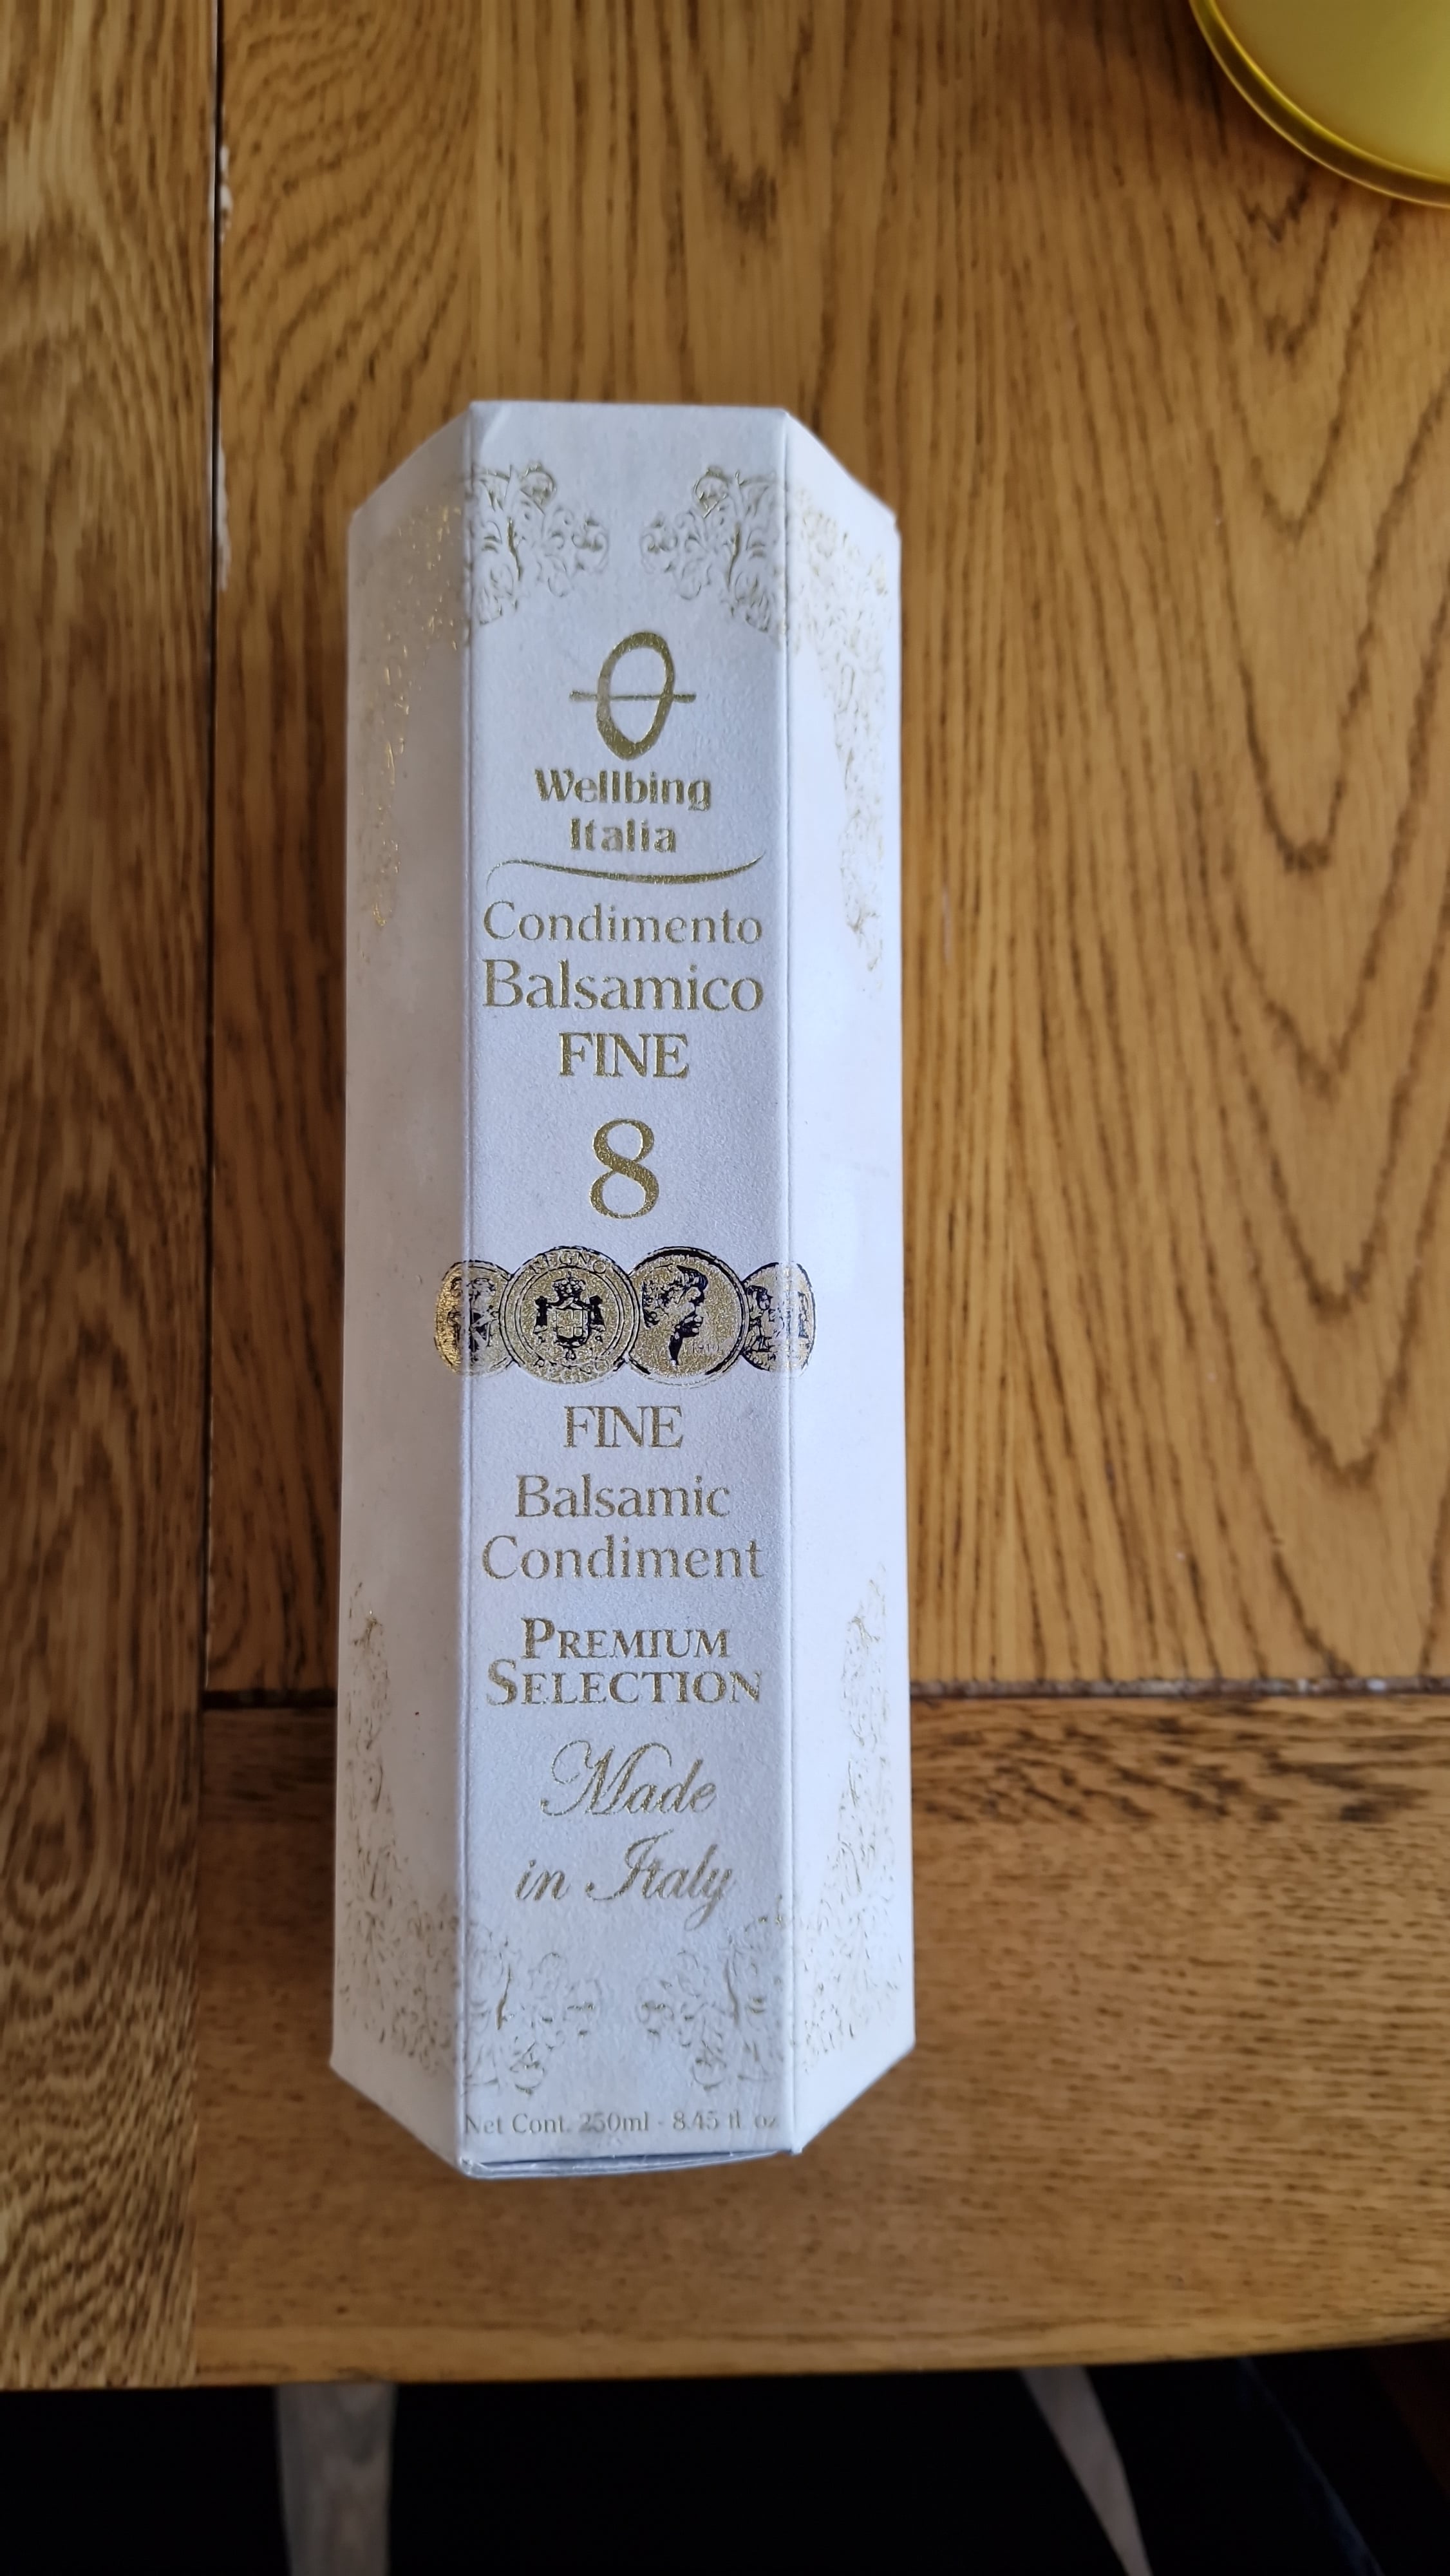 Wellbing
Italia
Condimento
Balsamico
FINE
8
REGNO
FINE
Balsamic
Condiment
PREMIUM
SELECTION
Made
in Italy
Net Cont. 250ml - 8.45 fl. oz